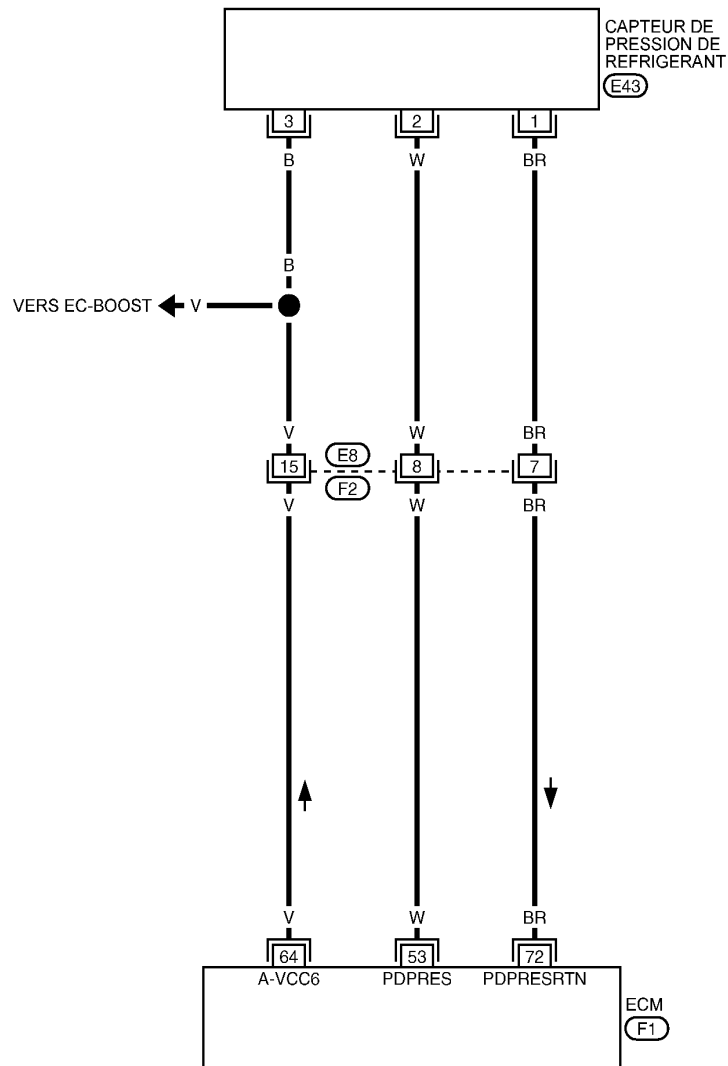 CAPTEUR DE
PRESSION DE
REFRIGERANT
E43
3 2 1
B W BR
B
VERS EC-BOOST V
V W BR
E8
15 8 7
F2
V W BR
V W BR
64 53 72
A-VCC6 PDPRES PDPRESRTN
ECM
F1